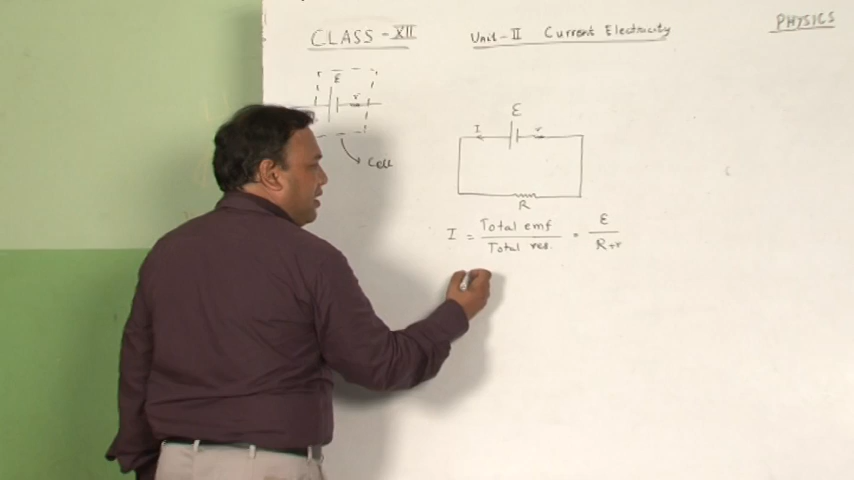 CLASS - XII
Unit - II Current Electricity
PHYSICS
E
r
Cell
E
I
r
R
I = Total emf / Total res. = E / R+r